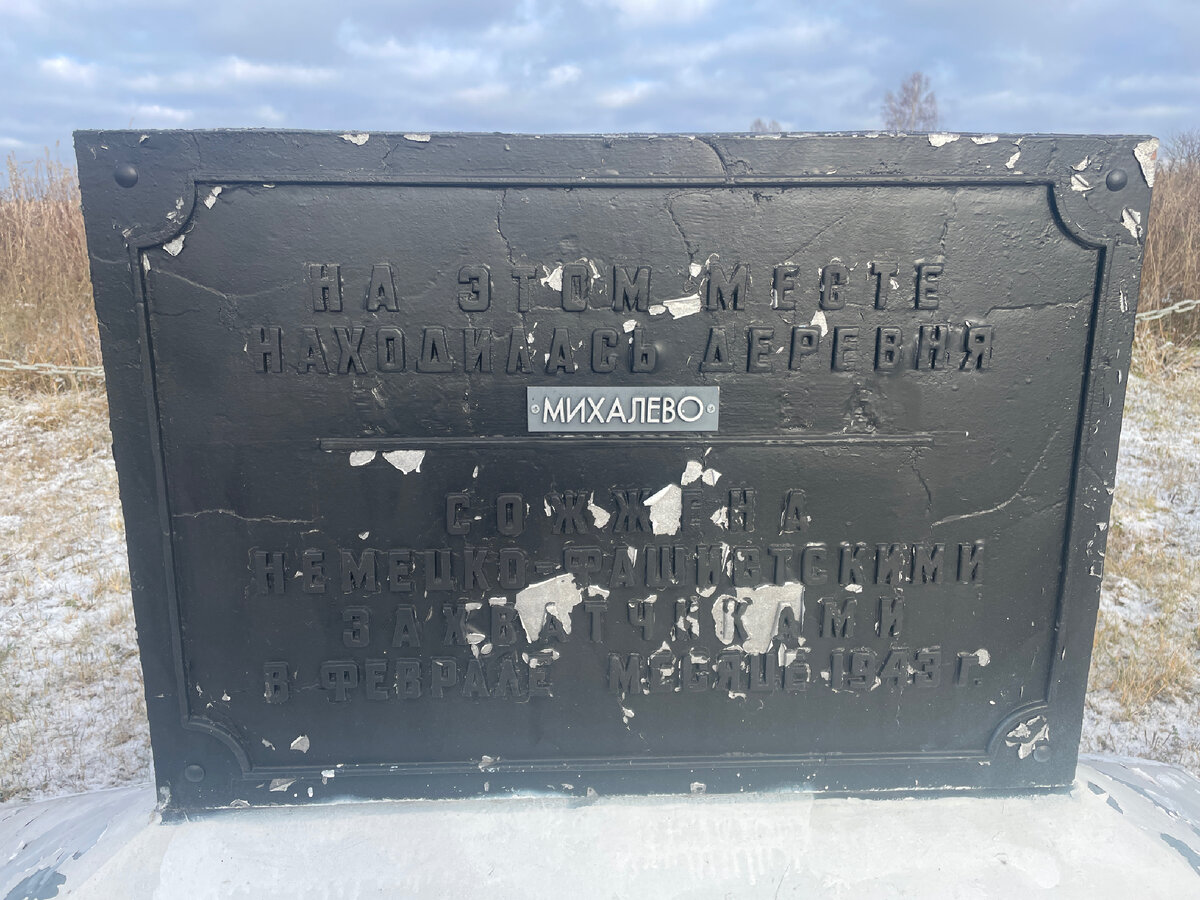 НА ЭТОМ МЕСТЕ
НАХОДИЛАСЬ ДЕРЕВНЯ
МИХАЛЕВО
СОЖЖЕНА
НЕМЕЦКО-ФАШИСТСКИМИ
ЗАХВАТЧИКАМИ
В ФЕВРАЛЕ МЕСЯЦЕ 1943 Г.